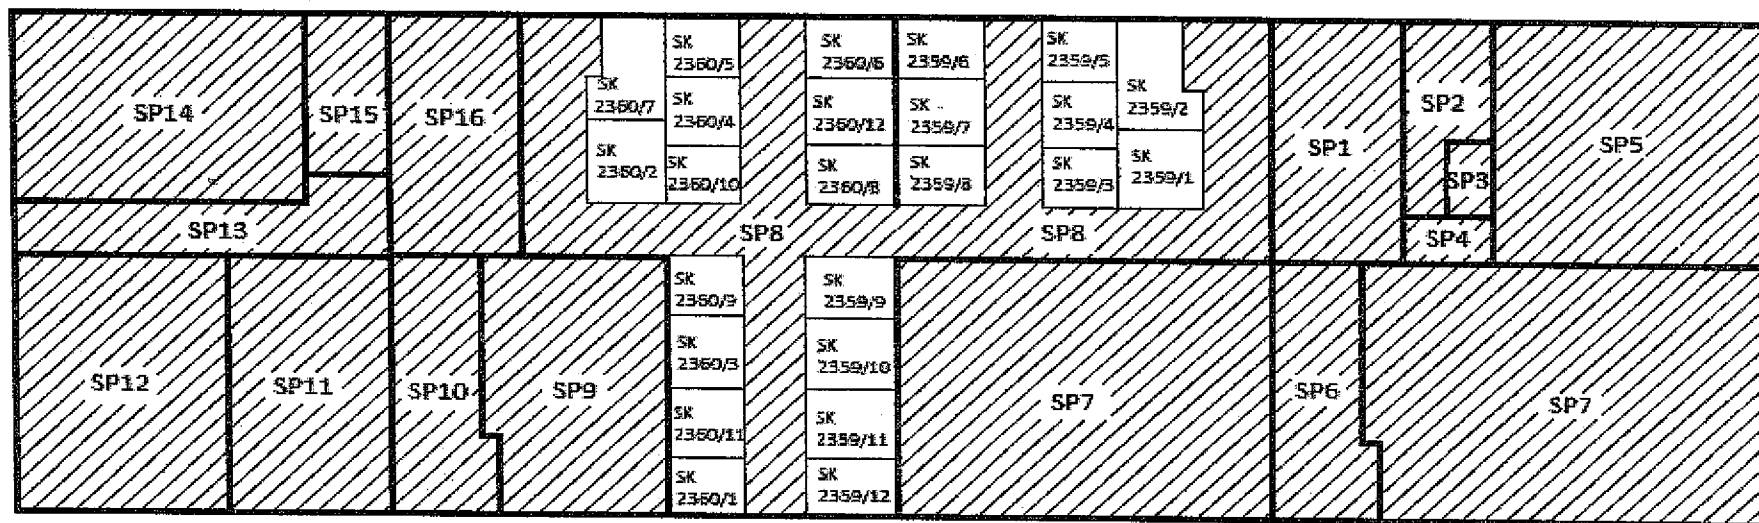 SP14
SP15
SP16
SP13
SP12
SP11
SP10
SP9
SK
2360/7
SK
2360/2
SK
2360/5
SK
2360/4
SK
2360/10
SK
2360/6
SK
2360/12
SK
2360/8
SK
2359/6
SK
2359/7
SK
2359/8
SK
2359/5
SK
2359/4
SK
2359/3
SK
2359/2
SK
2359/1
SP8
SP8
SK
2360/9
SK
2360/3
SK
2360/11
SK
2360/1
SK
2359/9
SK
2359/10
SK
2359/11
SK
2359/12
SP7
SP1
SP2
SP3
SP4
SP5
SP6
SP7